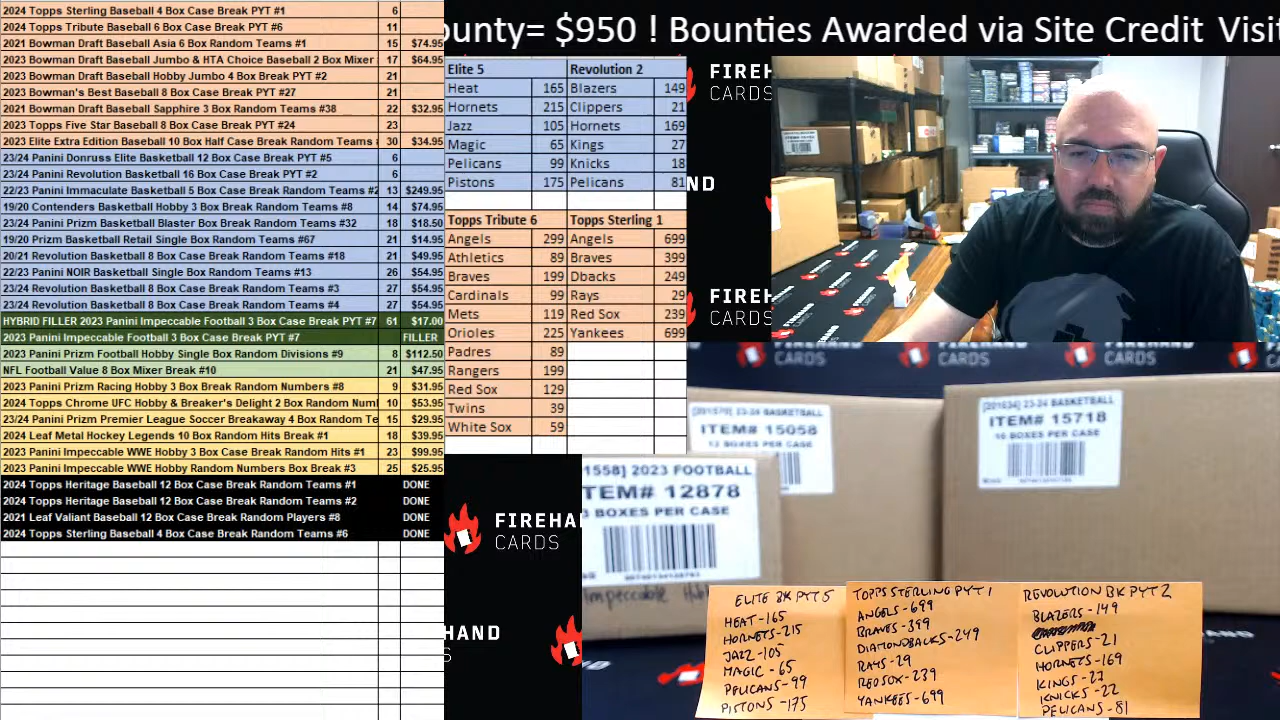 2024 Topps Sterling Baseball 4 Box Case Break PYT #1 6
2024 Topps Tribute Baseball 6 Box Case Break PYT #6 11
2021 Bowman Draft Baseball Asia 6 Box Random Teams #1 15 $74.95
2023 Bowman Draft Baseball Jumbo & HTA Choice Baseball 2 Box Mixer 17 $64.95
2023 Bowman Draft Baseball Hobby Jumbo 4 Box PYT #2 21
2023 Bowman's Best Baseball 8 Box Case Break PYT #27 21
2021 Bowman Draft Baseball Sapphire 3 Box Random Teams #38 22 $32.95
2023 Topps Five Star Baseball 8 Box Case Break PYT #24 23
2023 Elite Extra Edition Baseball 10 Box Half Case Break Random Teams 30 $34.95
23/24 Panini Donruss Elite Basketball 12 Box Case Break PYT #5 6
23/24 Panini Revolution Basketball 16 Box Case Break PYT #2 6
22/23 Panini Immaculate Basketball 5 Box Case Break Random Teams #2 13 $249.95
19/20 Contenders Basketball Hobby 3 Box Random Teams #8 14 $74.95
23/24 Panini Prizm Basketball Blaster Box Random Teams #32 18 $18.50
19/20 Prizm Basketball Retail Single Box Random Teams #67 21 $14.95
20/21 Revolution Basketball 8 Box Case Break Random Teams #18 21 $49.95
22/23 Panini NOIR Basketball Single Box Random Teams #13 26 $54.95
23/24 Revolution Basketball 8 Box Case Break Random Teams #3 27 $54.95
23/24 Revolution Basketball 8 Box Case Break Random Teams #4 27 $54.95
HYBRID FILLER 2023 Panini Impeccable Football 3 Box Case Break PYT #7 61 $17.00
2023 Panini Impeccable Football 3 Box Case Break PYT #7 FILLER
2023 Panini Prizm Football Hobby Single Box Random Divisions #9 8 $112.50
NFL Football Value 8 Box Mixer Break #10 21 $47.95
2023 Panini Prizm Racing Hobby 3 Box Break Random Numbers #8 9 $31.95
2024 Topps Chrome UFC Hobby & Breaker's Delight 2 Box Random Num 10 $53.95
23/24 Panini Prizm Premier League Soccer Breakaway 4 Box Random Te 15 $29.95
2024 Leaf Metal Hockey Legends 10 Box Random Hits Break #1 18 $39.95
2023 Panini Impeccable WWE Hobby 3 Box Case Break Random Hits #1 23 $99.95
2023 Panini Impeccable WWE Hobby Random Numbers Box Break #3 25 $25.95
2024 Topps Heritage Baseball 12 Box Case Break Random Teams #1 DONE
2024 Topps Heritage Baseball 12 Box Case Break Random Teams #2 DONE
2021 Leaf Valiant Baseball 12 Box Case Break Random Players #8 DONE
2024 Topps Sterling Baseball 4 Box Case Break Random Teams #6 DONE
ounty= $950 ! Bounties Awarded via Site Credit Visit
Elite 5 Revolution 2
Heat 165 Blazers 149
Hornets 215 Clippers 21
Jazz 105 Hornets 169
Magic 65 Kings 27
Pelicans 99 Knicks 18
Pistons 175 Pelicans 81
Topps Tribute 6 Topps Sterling 1
Angels 299 Angels 699
Athletics 89 Braves 399
Braves 199 Dbacks 249
Cardinals 99 Rays 29
Mets 119 Red Sox 239
Orioles 225 Yankees 699
Padres 89
Rangers 199
Red Sox 129
Twins 39
White Sox 59
FIREH
CARDS
ND
FIREH
CARDS
FIREHAN
CARDS
HAND
S
HAND
CARDS
FIREHAND
CARDS
23-24 BASKETBALL
ITEM# 15058
12 BOXES PER CASE
[201634] 23-24 BASKETBALL
ITEM# 15718
16 BOXES PER CASE
1558] 2023 FOOTBALL
TEM# 12878
3 BOXES PER CASE
Impeccable
ELITE BK PYT 5
HEAT-165
HORNETS-215
JAZZ-105
MAGIC-65
PELICANS-99
PISTONS-175
TOPPS STERLING PYT 1
ANGELS-699
BRAVES-399
DIAMONDBACKS-249
RAYS-29
RED SOX-239
YANKEES-699
REVOLUTION BK PYT 2
BLAZERS-149
CLIPPERS-21
HORNETS-169
KINGS-27
KNICKS-22
PELICANS-81